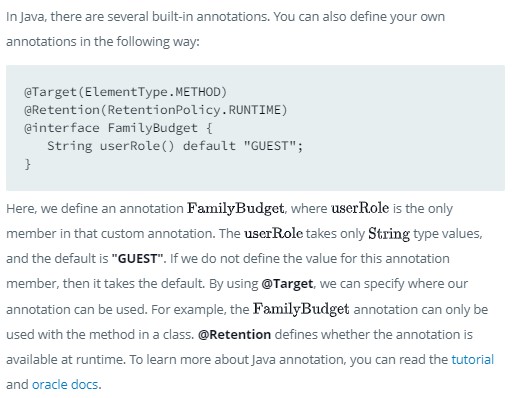 In Java, there are several built-in annotations. You can also define your own
annotations in the following way:
@Target(ElementType.METHOD)
@Retention(RetentionPolicy.RUNTIME)
@interface FamilyBudget {
   String userRole() default "GUEST";
}
Here, we define an annotation FamilyBudget, where userRole is the only
member in that custom annotation. The userRole takes only String type values,
and the default is "GUEST". If we do not define the value for this annotation
member, then it takes the default. By using @Target, we can specify where our
annotation can be used. For example, the FamilyBudget annotation can only be
used with the method in a class. @Retention defines whether the annotation is
available at runtime. To learn more about Java annotation, you can read the tutorial
and oracle docs.